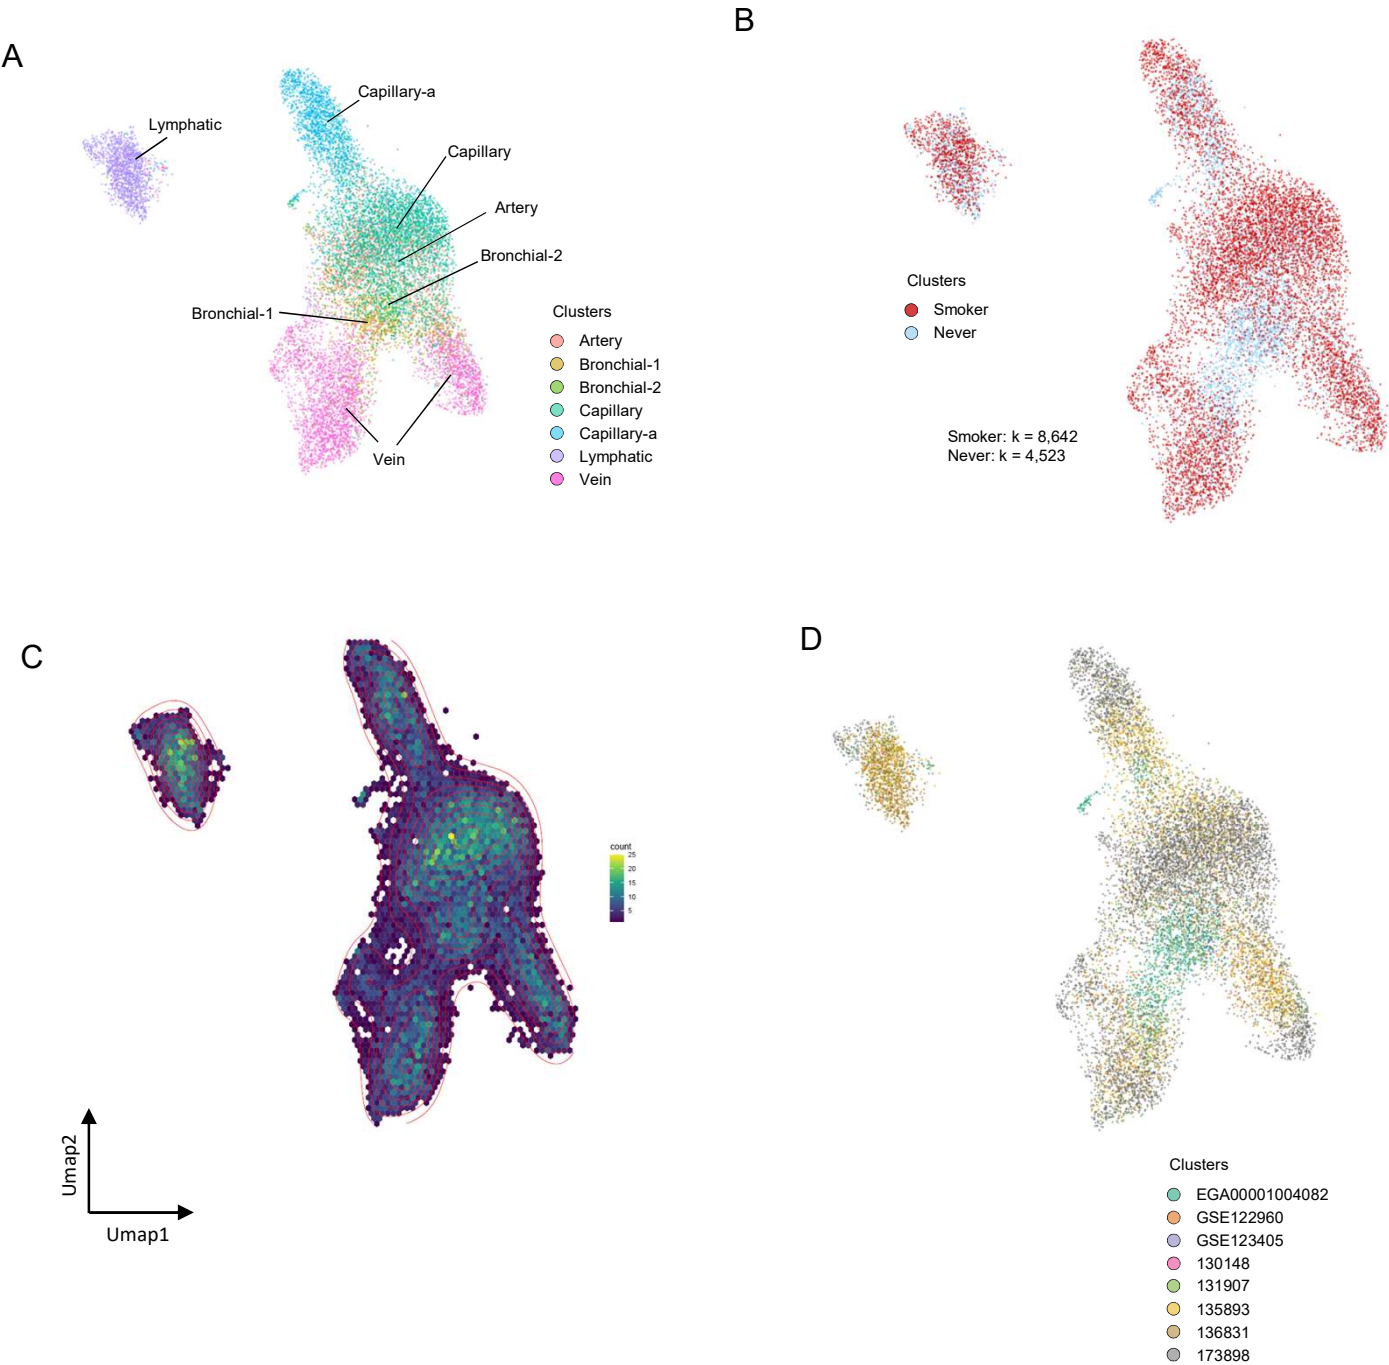 A
Capillary-a
Lymphatic
Capillary
Artery
Bronchial-2
Bronchial-1
Vein
Clusters
Artery
Bronchial-1
Bronchial-2
Capillary
Capillary-a
Lymphatic
Vein
B
Clusters
Smoker
Never
Smoker: k = 8,642
Never: k = 4,523
C
count
25
20
15
10
5
Umap2
Umap1
D
Clusters
EGA00001004082
GSE122960
GSE123405
130148
131907
135893
136831
173898